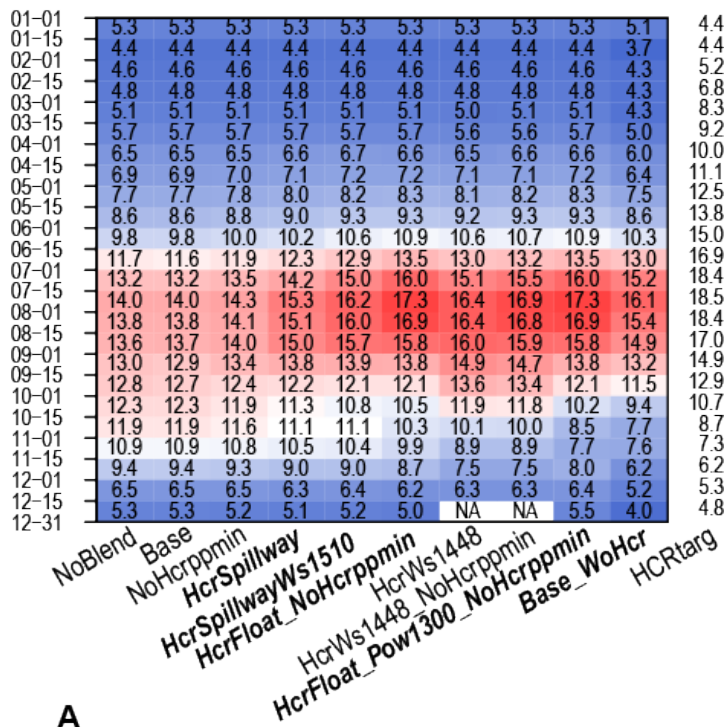 01-01 5.3 5.3 5.3 5.3 5.3 5.3 5.3 5.3 5.3 5.1 4.4
01-15 4.4 4.4 4.4 4.4 4.4 4.4 4.4 4.4 4.4 3.7 4.4
02-01 4.6 4.6 4.6 4.6 4.6 4.6 4.6 4.6 4.6 4.3 5.2
02-15 4.8 4.8 4.8 4.8 4.8 4.8 4.8 4.8 4.8 4.3 6.8
03-01 5.1 5.1 5.1 5.1 5.1 5.1 5.0 5.1 5.1 4.3 8.3
03-15 5.7 5.7 5.7 5.7 5.7 5.7 5.6 5.6 5.7 5.0 9.2
04-01 6.5 6.5 6.5 6.6 6.7 6.6 6.5 6.6 6.6 6.0 10.0
04-15 6.9 6.9 7.0 7.1 7.2 7.2 7.1 7.1 7.2 6.4 11.1
05-01 7.7 7.7 7.8 8.0 8.2 8.3 8.1 8.2 8.3 7.5 12.5
05-15 8.6 8.6 8.8 9.0 9.3 9.3 9.2 9.3 9.3 8.6 13.8
06-01 9.8 9.8 10.0 10.2 10.6 10.9 10.6 10.7 10.9 10.3 15.0
06-15 11.7 11.6 11.9 12.3 12.9 13.5 13.0 13.2 13.5 13.0 16.9
07-01 13.2 13.2 13.5 14.2 15.0 16.0 15.1 15.5 16.0 15.2 18.4
07-15 14.0 14.0 14.3 15.3 16.2 17.3 16.4 16.9 17.3 16.1 18.5
08-01 13.8 13.8 14.1 15.1 16.0 16.9 16.4 16.8 16.9 15.4 18.4
08-15 13.6 13.7 14.0 15.0 15.7 15.8 16.0 15.9 15.8 14.9 17.0
09-01 13.0 12.9 13.4 13.8 13.9 13.8 14.9 14.7 13.8 13.2 14.9
09-15 12.8 12.7 12.4 12.2 12.1 12.1 13.6 13.4 12.1 11.5 12.9
10-01 12.3 12.3 11.9 11.3 10.8 10.5 11.9 11.8 10.2 9.4 10.7
10-15 11.9 11.9 11.6 11.1 11.1 10.3 10.1 10.0 8.5 7.7 8.7
11-01 10.9 10.9 10.8 10.5 10.4 9.9 8.9 8.9 7.7 7.6 7.3
11-15 9.4 9.4 9.3 9.0 9.0 8.7 7.5 7.5 8.0 6.2 6.2
12-01 6.5 6.5 6.5 6.3 6.4 6.2 6.3 6.3 6.4 5.2 5.3
12-15 5.3 5.3 5.2 5.1 5.2 5.0 NA NA 5.5 4.0 4.8
12-31
NoBlend
Base
NoHcrppmin
HcrSpillway
HcrSpillwayWs1510
HcrFloat_NoHcrppmin
HcrWs1448
HcrWs1448_NoHcrppmin
HcrFloat_Pow1300_NoHcrppmin
Base_WoHcr
HCRtarg
A